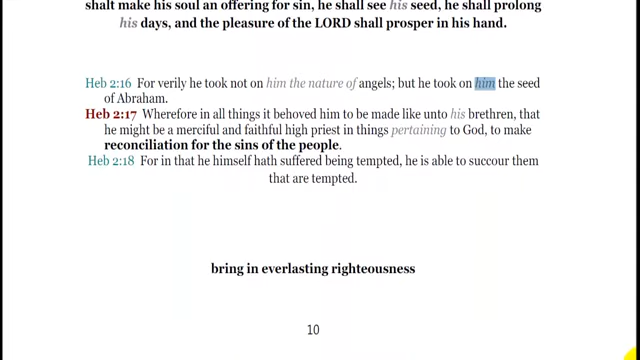 shalt make his soul an offering for sin, he shall see his seed, he shall prolong
his days, and the pleasure of the LORD shall prosper in his hand.
Heb 2:16 For verily he took not on him the nature of angels; but he took on him the seed
of Abraham.
Heb 2:17 Wherefore in all things it behoved him to be made like unto his brethren, that
he might be a merciful and faithful high priest in things pertaining to God, to make
reconciliation for the sins of the people.
Heb 2:18 For in that he himself hath suffered being tempted, he is able to succour them
that are tempted.
bring in everlasting righteousness
10